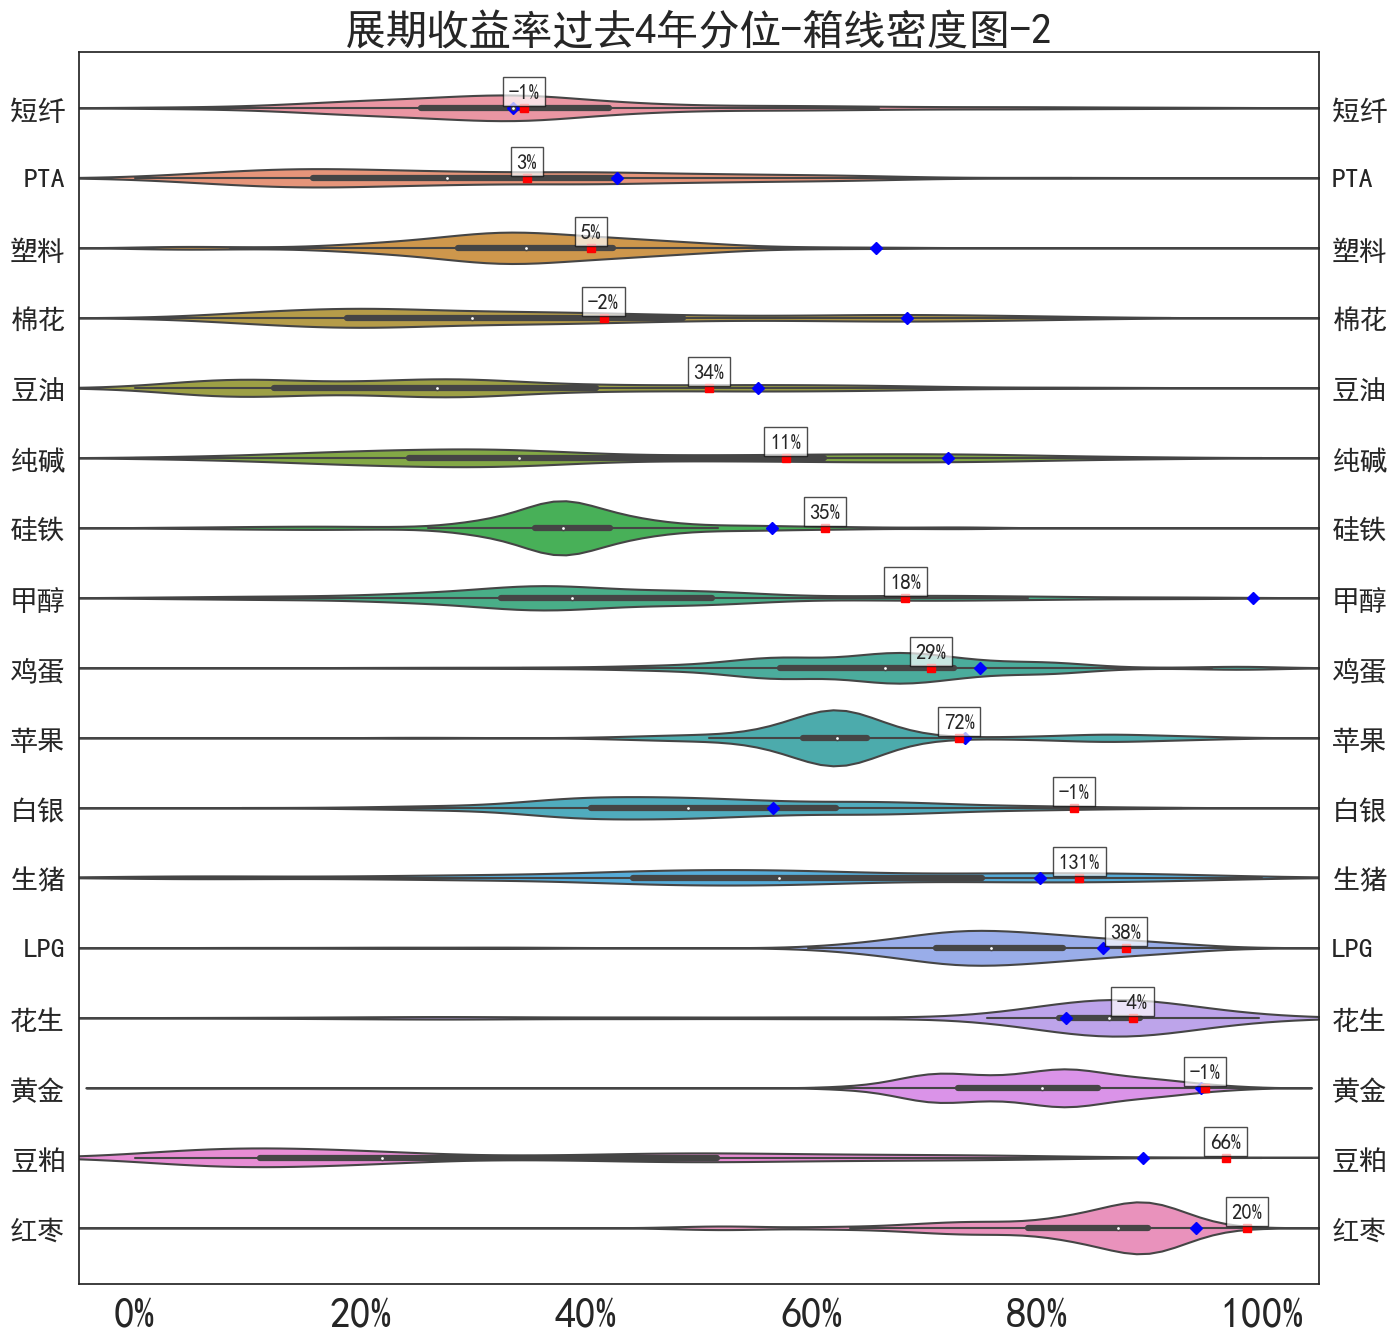 展期收益率过去4年分位-箱线密度图-2
短纤 -1% 短纤
PTA 3% PTA
塑料 5% 塑料
棉花 -2% 棉花
豆油 34% 豆油
纯碱 11% 纯碱
硅铁 35% 硅铁
甲醇 18% 甲醇
鸡蛋 29% 鸡蛋
苹果 72% 苹果
白银 -1% 白银
生猪 131% 生猪
LPG 38% LPG
花生 -4% 花生
黄金 -1% 黄金
豆粕 66% 豆粕
红枣 20% 红枣
0% 20% 40% 60% 80% 100%